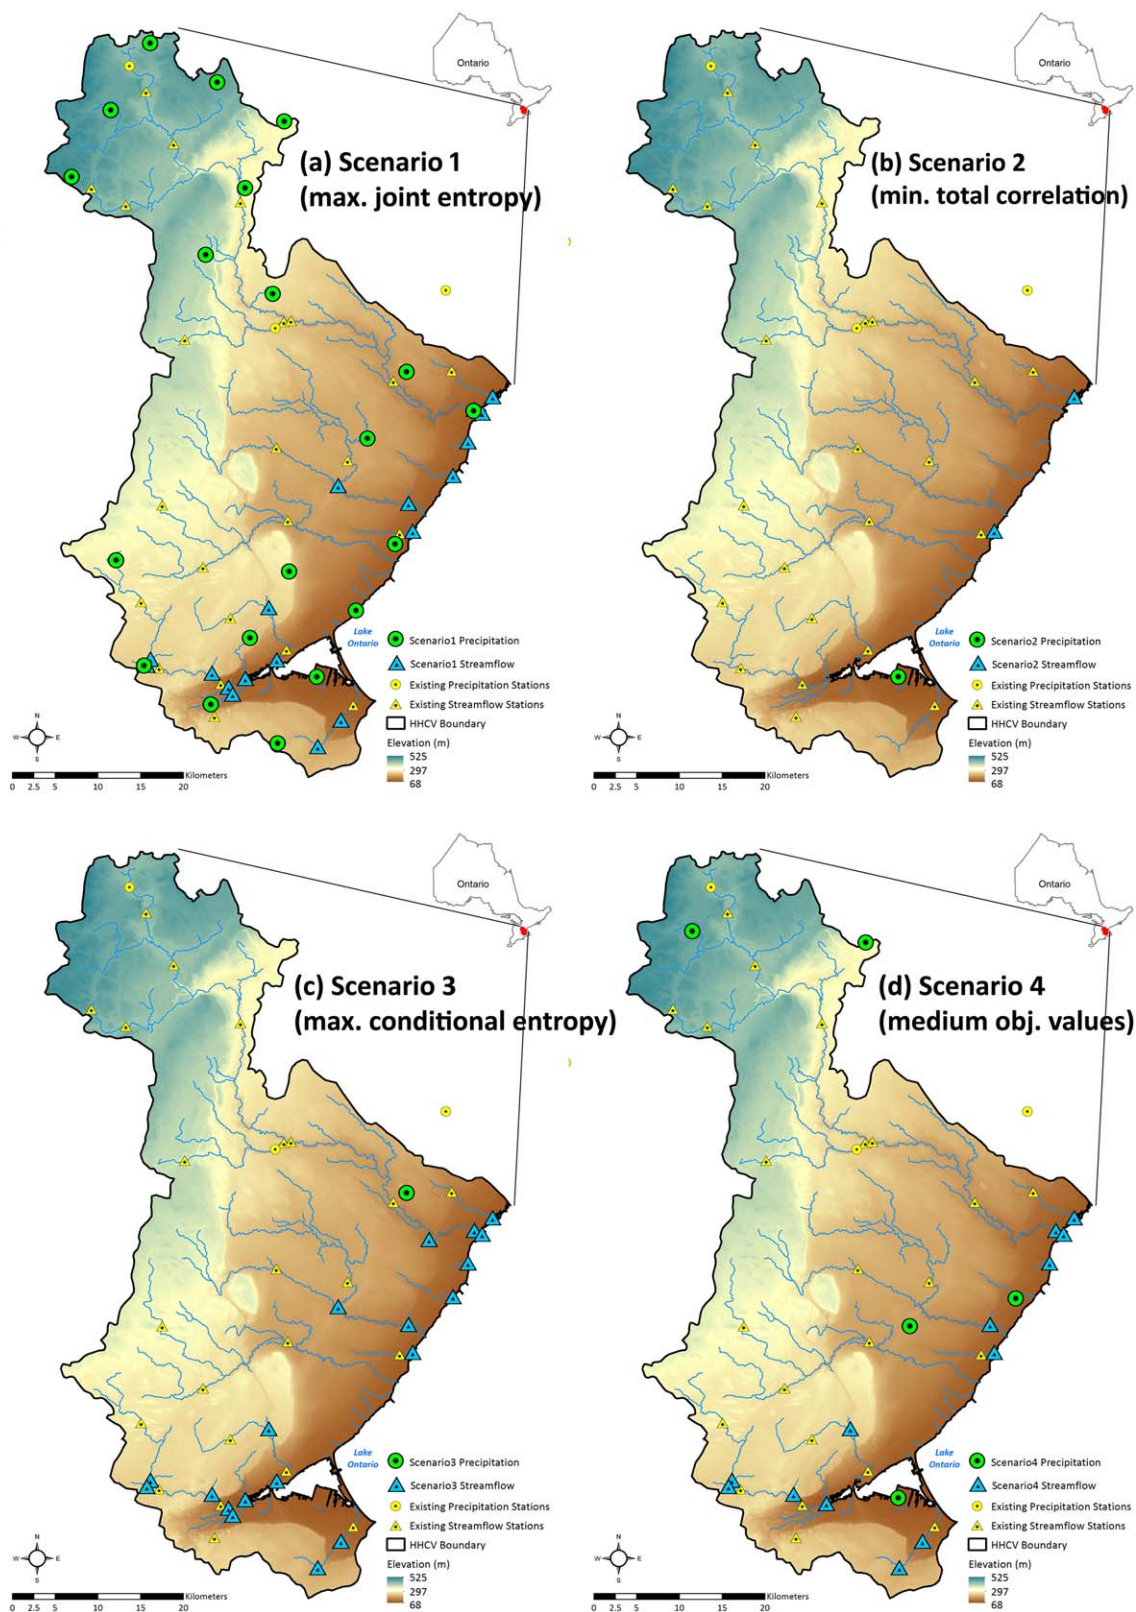 Ontario
(a) Scenario 1
(max. joint entropy)
Lake
Ontario
Scenario1 Precipitation
Scenario1 Streamflow
Existing Precipitation Stations
Existing Streamflow Stations
HHCV Boundary
Elevation (m)
525
297
68
N
W E
S
Kilometers
0 2.5 5 10 15 20
Ontario
(b) Scenario 2
(min. total correlation)
Lake
Ontario
Scenario2 Precipitation
Scenario2 Streamflow
Existing Precipitation Stations
Existing Streamflow Stations
HHCV Boundary
Elevation (m)
525
297
68
N
W E
S
Kilometers
0 2.5 5 10 15 20
Ontario
(c) Scenario 3
(max. conditional entropy)
Lake
Ontario
Scenario3 Precipitation
Scenario3 Streamflow
Existing Precipitation Stations
Existing Streamflow Stations
HHCV Boundary
Elevation (m)
525
297
68
N
W E
S
Kilometers
0 2.5 5 10 15 20
Ontario
(d) Scenario 4
(medium obj. values)
Lake
Ontario
Scenario4 Precipitation
Scenario4 Streamflow
Existing Precipitation Stations
Existing Streamflow Stations
HHCV Boundary
Elevation (m)
525
297
68
N
W E
S
Kilometers
0 2.5 5 10 15 20